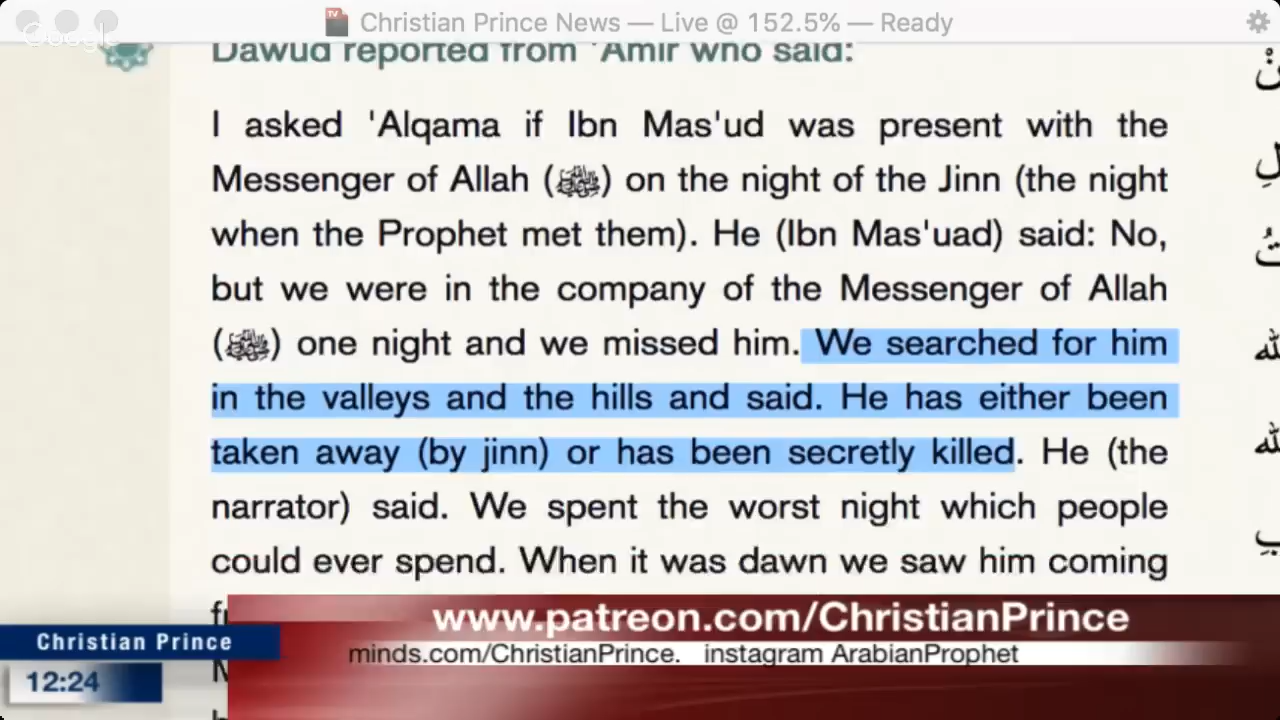 Christian Prince News — Live @ 152.5% — Ready
Google
Dawud reported from 'Amir who said:
I asked 'Alqama if Ibn Mas'ud was present with the
Messenger of Allah (ﷺ) on the night of the Jinn (the night
when the Prophet met them). He (Ibn Mas'uad) said: No,
but we were in the company of the Messenger of Allah
(ﷺ) one night and we missed him. We searched for him
in the valleys and the hills and said. He has either been
taken away (by jinn) or has been secretly killed. He (the
narrator) said. We spent the worst night which people
could ever spend. When it was dawn we saw him coming
www.patreon.com/ChristianPrince
Christian Prince
minds.com/ChristianPrince. instagram ArabianProphet
12:24